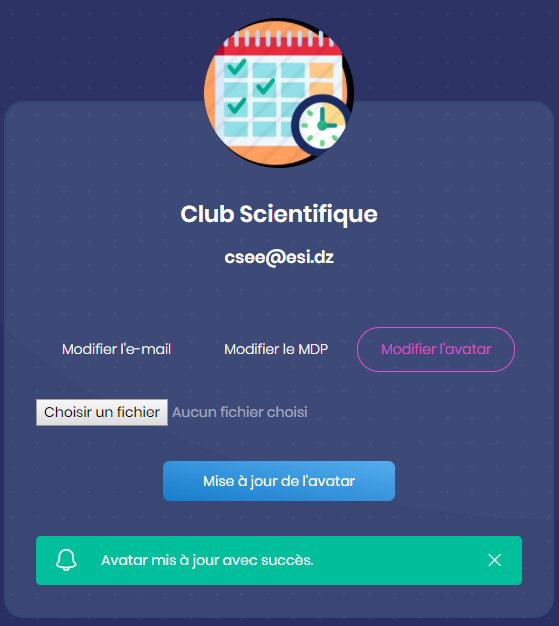 Club Scientifique
csee@esi.dz
Modifier l'e-mail Modifier le MDP Modifier l'avatar
Choisir un fichier Aucun fichier choisi
Mise à jour de l'avatar
Avatar mis à jour avec succès.